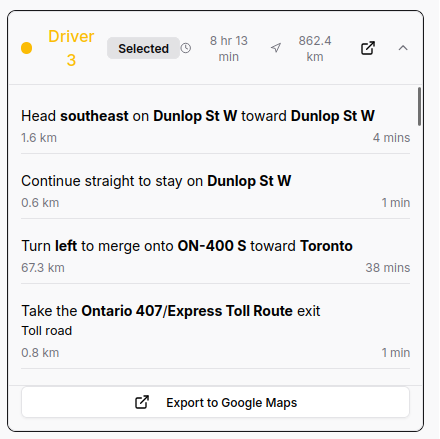 Driver
3
Selected
8 hr 13
min
862.4
km
Head southeast on Dunlop St W toward Dunlop St W
1.6 km 4 mins
Continue straight to stay on Dunlop St W
0.6 km 1 min
Turn left to merge onto ON-400 S toward Toronto
67.3 km 38 mins
Take the Ontario 407/Express Toll Route exit
Toll road
0.8 km 1 min
Export to Google Maps